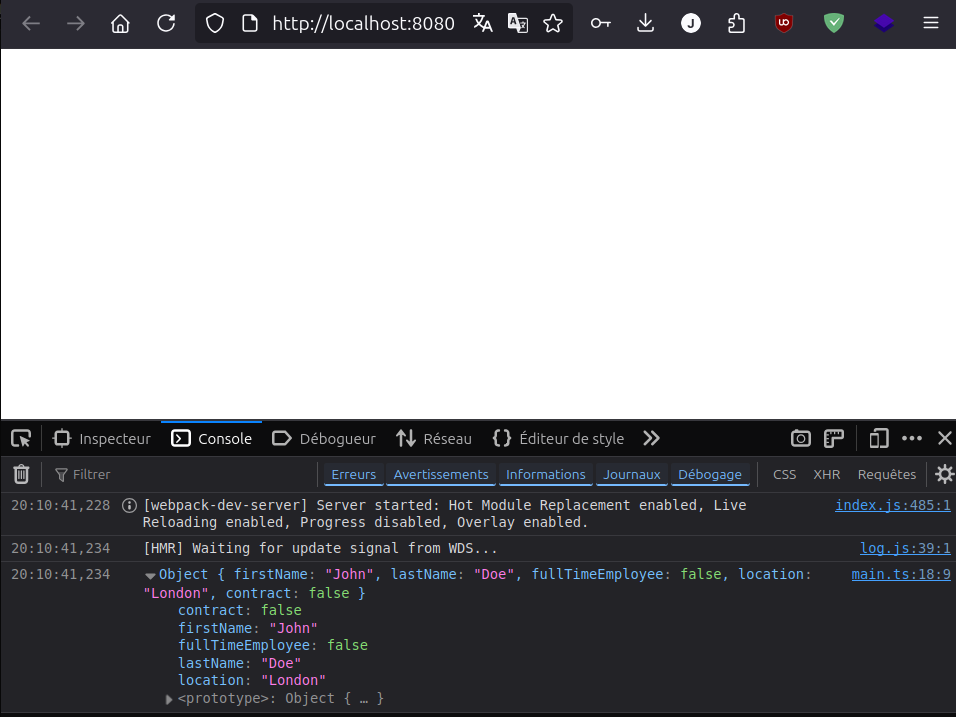 http://localhost:8080
Inspecteur Console Débogueur Réseau Éditeur de style
Filtrer Erreurs Avertissements Informations Journaux Débogage CSS XHR Requêtes
20:10:41,228 [webpack-dev-server] Server started: Hot Module Replacement enabled, Live index.js:485:1
Reloading enabled, Progress disabled, Overlay enabled.
20:10:41,234 [HMR] Waiting for update signal from WDS... log.js:39:1
20:10:41,234 Object { firstName: "John", lastName: "Doe", fullTimeEmployee: false, location: main.ts:18:9
"London", contract: false }
contract: false
firstName: "John"
fullTimeEmployee: false
lastName: "Doe"
location: "London"
<prototype>: Object { … }